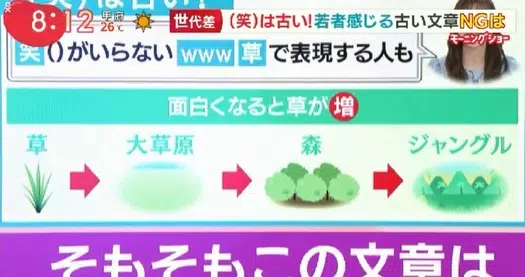 8:12
甲府
26℃
世代差
(笑)は古い!若者感じる古い文章NGは
モーニングショー
笑 ()がいらない www 草 で表現する人も
面白くなると草が増
草
大草原
森
ジャングル
そもそもこの文章は